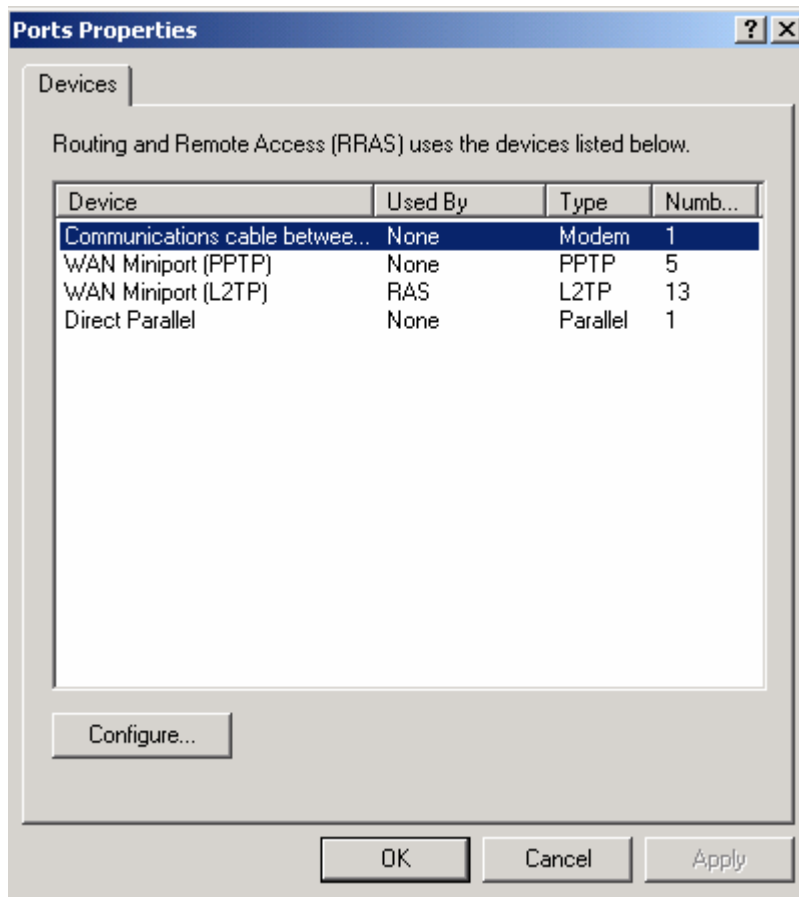 Ports Properties
Devices
Routing and Remote Access (RRAS) uses the devices listed below.
Device Used By Type Numb...
Communications cable betwee... None Modem 1
WAN Miniport (PPTP) None PPTP 5
WAN Miniport (L2TP) RAS L2TP 13
Direct Parallel None Parallel 1
Configure...
OK Cancel Apply